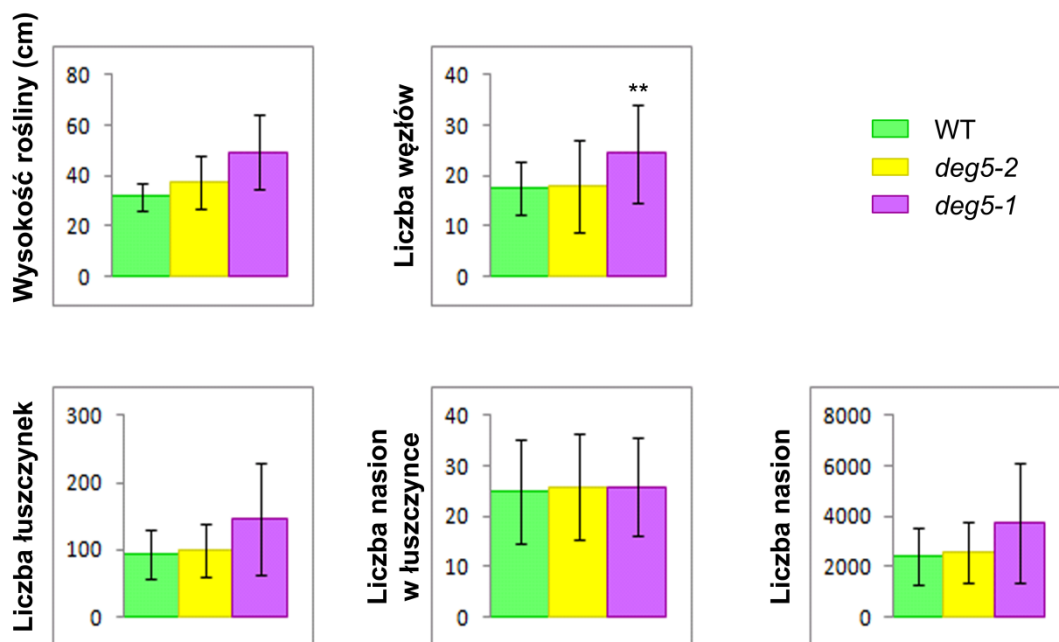 Wysokość rośliny (cm)
80
60
40
20
0
Liczba węzłów
40
30
20
10
0
**
WT
deg5-2
deg5-1
Liczba łuszczynek
300
200
100
0
Liczba nasion
w łuszczynce
40
30
20
10
0
Liczba nasion
8000
6000
4000
2000
0